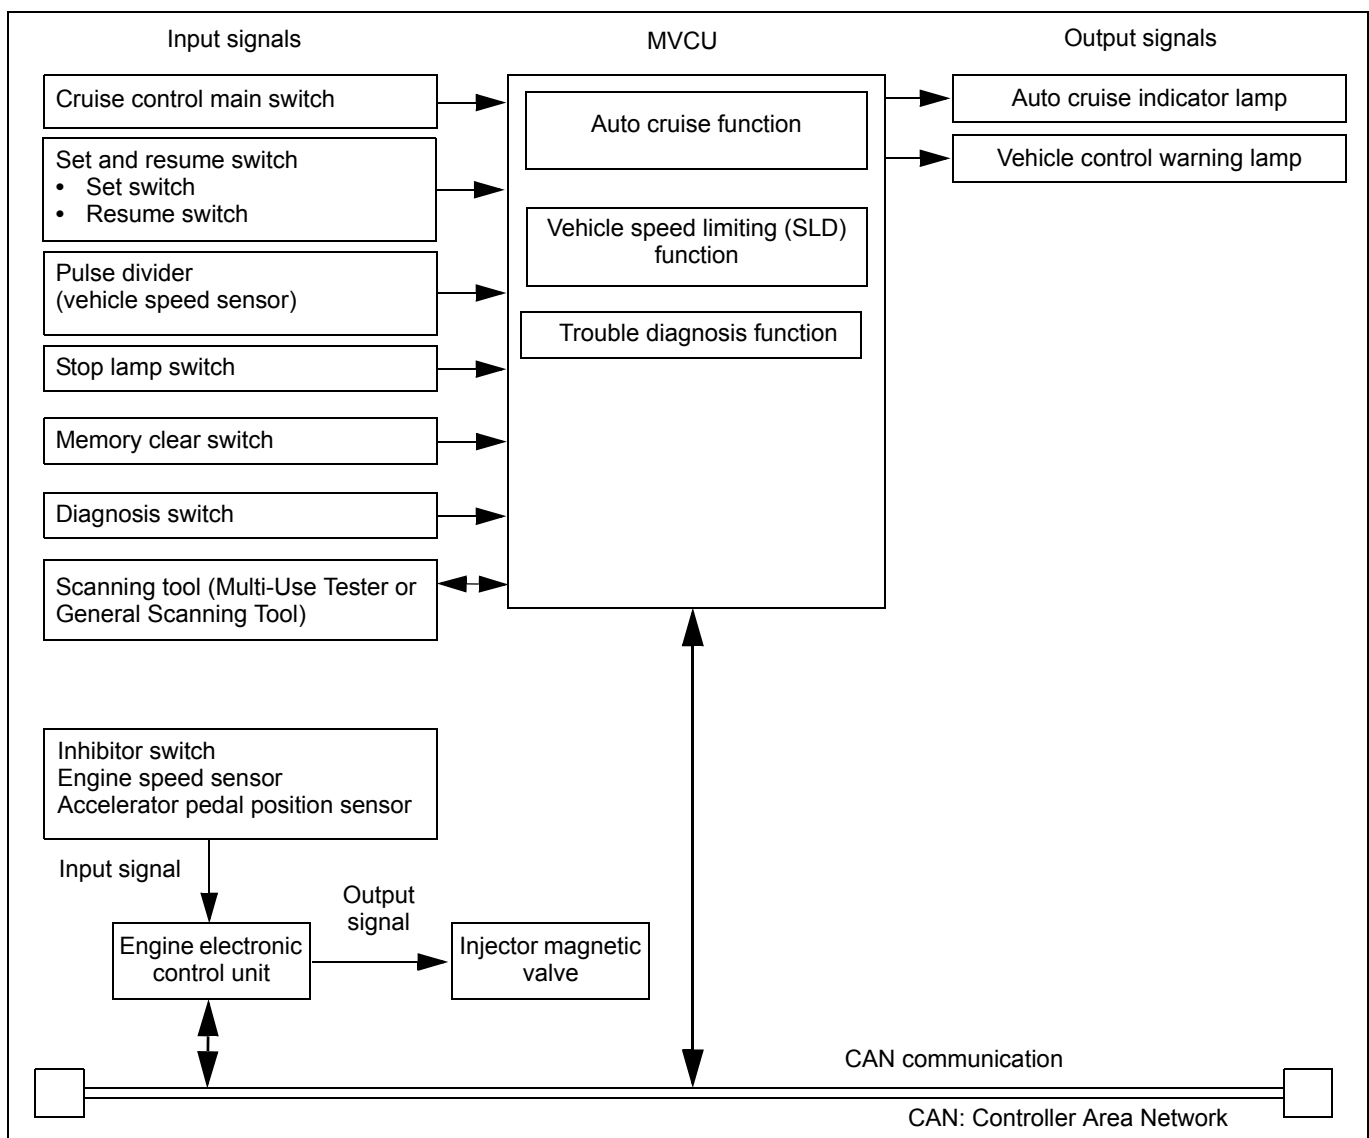 Input signals
MVCU
Output signals
Cruise control main switch
Set and resume switch
• Set switch
• Resume switch
Pulse divider
(vehicle speed sensor)
Stop lamp switch
Memory clear switch
Diagnosis switch
Scanning tool (Multi-Use Tester or
General Scanning Tool)
Auto cruise function
Vehicle speed limiting (SLD)
function
Trouble diagnosis function
Auto cruise indicator lamp
Vehicle control warning lamp
Inhibitor switch
Engine speed sensor
Accelerator pedal position sensor
Input signal
Output
signal
Engine electronic
control unit
Injector magnetic
valve
CAN communication
CAN: Controller Area Network